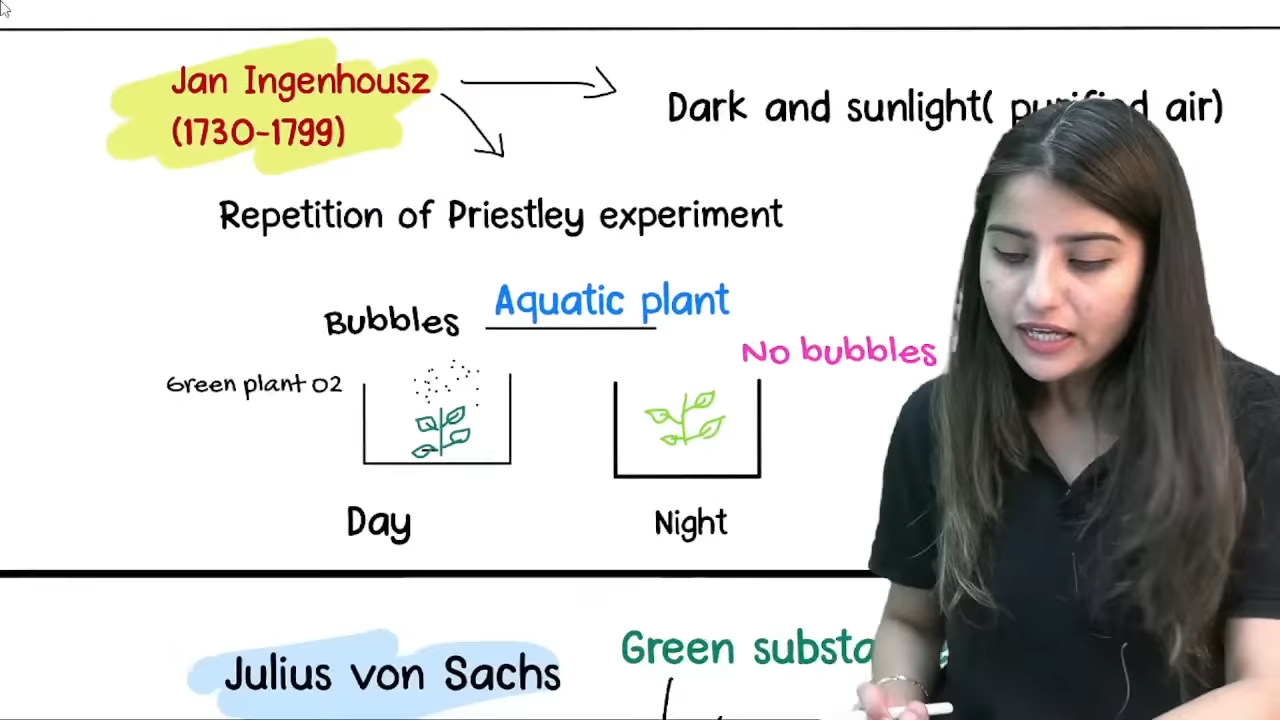 Jan Ingenhousz
(1730-1799)
Dark and sunlight( purified air)
Repetition of Priestley experiment
Aquatic plant
Bubbles
No bubbles
Green plant O2
Day
Night
Julius von Sachs
Green